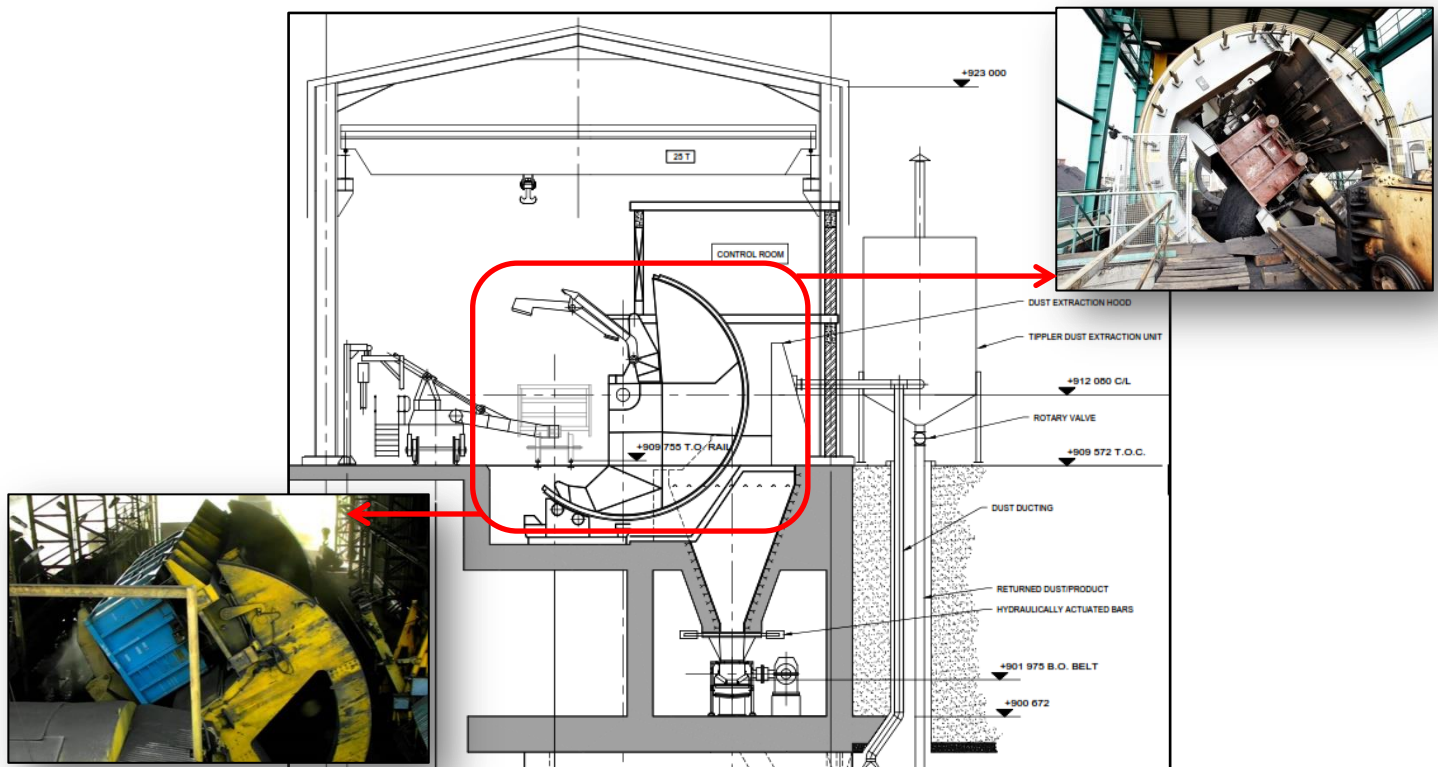 +923 000
25 T
CONTROL ROOM
DUST EXTRACTION HOOD
TIPPLER DUST EXTRACTION UNIT
+912 080 C/L
ROTARY VALVE
+909 755 T.O. RAIL
+909 572 T.O.C.
DUST DUCTING
RETURNED DUST/PRODUCT
HYDRAULICALLY ACTUATED BARS
+901 975 B.O. BELT
+900 672